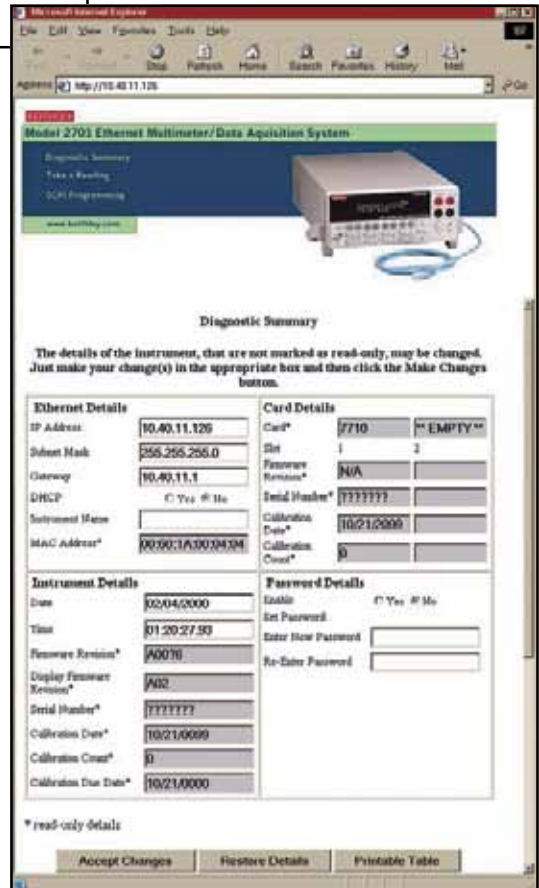 Microsoft Internet Explorer
File Edit View Favorites Tools Help
Stop Refresh Home Search Favorites History Mail
Address http://10.40.11.126 Go
KEITHLEY
Model 2701 Ethernet Multimeter/Data Aquisition System
Diagnostic Summary
Take a Reading
SCPI Programming
www.keithley.com
Diagnostic Summary
The details of the instrument, that are not marked as read-only, may be changed.
Just make your change(s) in the appropriate box and then click the Make Changes
button.
Ethernet Details
IP Address 10.40.11.126
Subnet Mask 255.255.255.0
Gateway 10.40.11.1
DHCP Yes No
Instrument Name
MAC Address* 00:60:1A:00:04:04
Card Details
Card* 7710 ** EMPTY **
Slot 1 2
Firmware
Revision* N/A
Serial Number* ???????
Calibration
Date* 10/21/2099
Calibration
Count* 0
Instrument Details
Date 02/04/2000
Time 01:20:27.93
Firmware Revision* A0076
Display Firmware
Revision* A02
Serial Number* ???????
Calibration Date* 10/21/0099
Calibration Count* 0
Calibration Due Date* 10/21/0000
Password Details
Enable Yes No
Set Password
Enter New Password
Re-Enter Password
* read-only details
Accept Changes Restore Details Printable Table